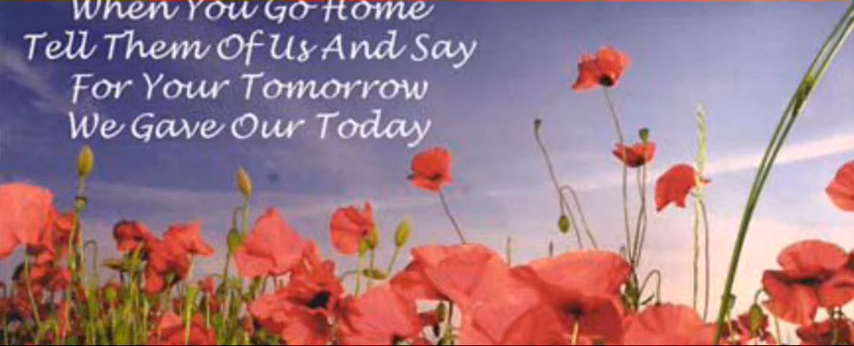 When You Go Home
Tell Them Of Us And Say
For Your Tomorrow
We Gave Our Today